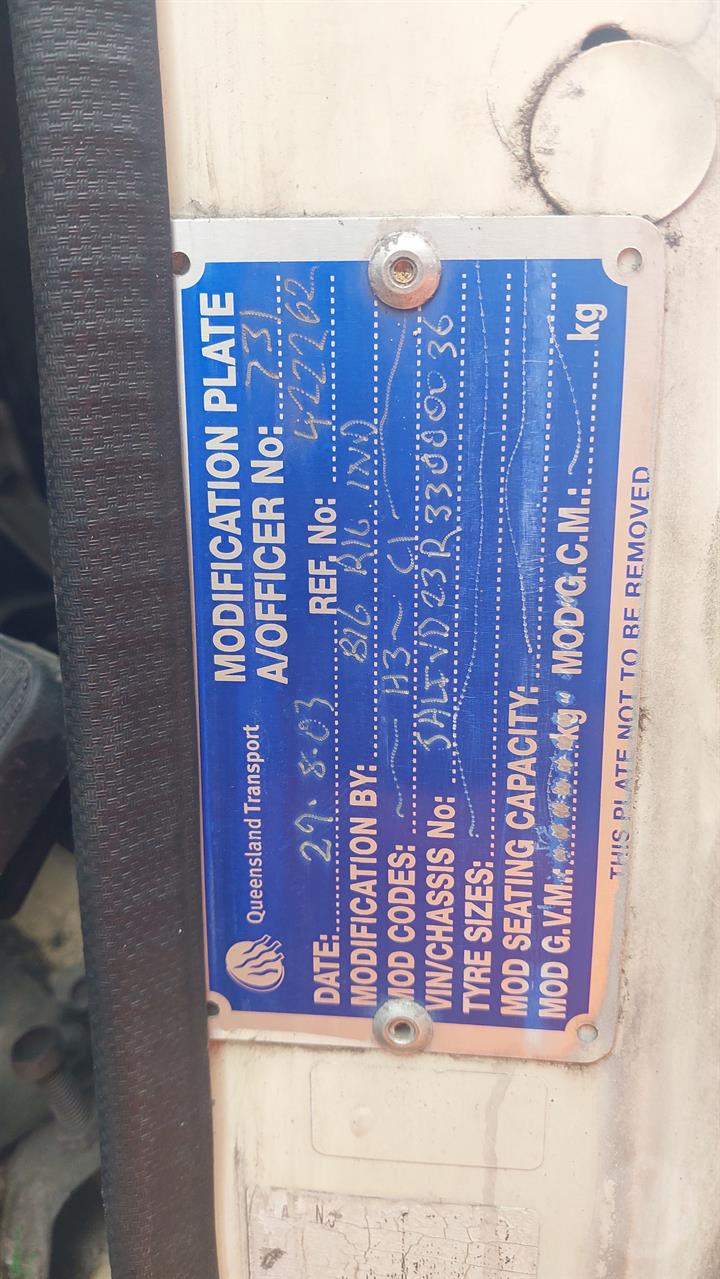 Queensland Transport
MODIFICATION PLATE
A/OFFICER No: 731
DATE: 29.8.03 REF. No: 422262
MODIFICATION BY: BIG RIG IND
MOD CODES: H3 - C1
VIN/CHASSIS No:
TYRE SIZES:
MOD SEATING CAPACITY:
MOD G.V.M.: kg MOD G.C.M.: kg
THIS PLATE NOT TO BE REMOVED